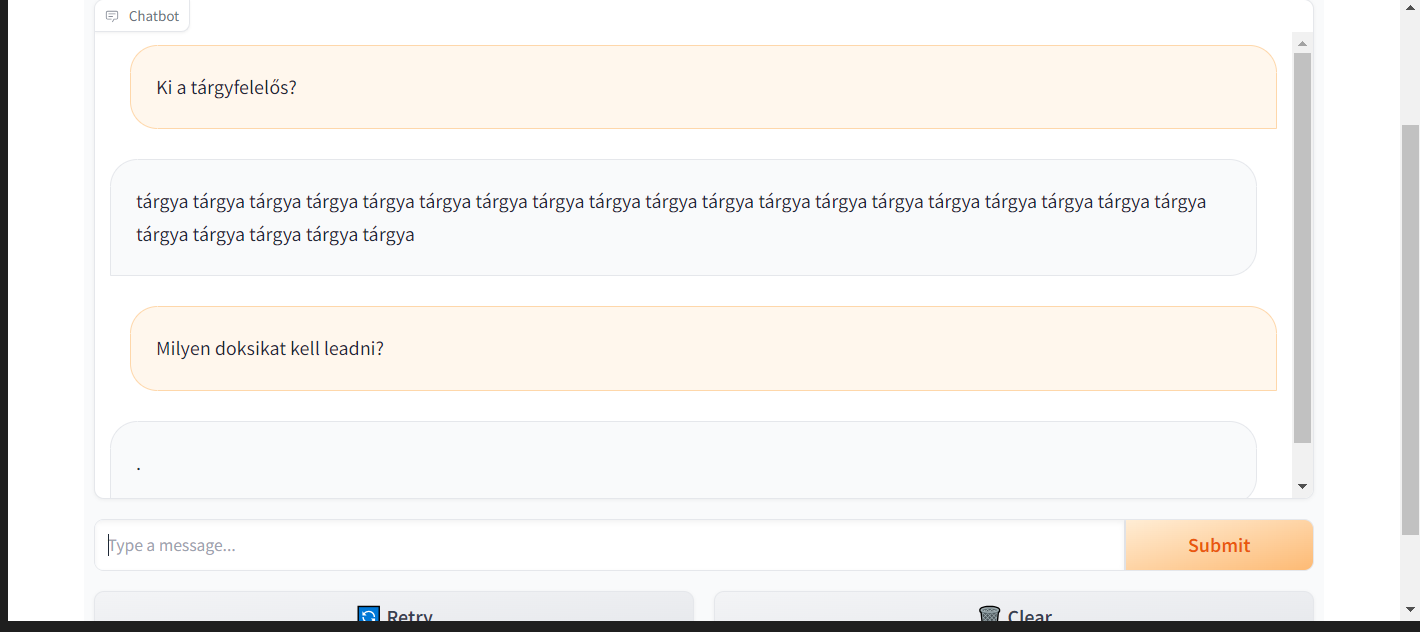 Chatbot
Ki a tárgyfelelős?
tárgya tárgya tárgya tárgya tárgya tárgya tárgya tárgya tárgya tárgya tárgya tárgya tárgya tárgya tárgya tárgya tárgya tárgya tárgya
tárgya tárgya tárgya tárgya tárgya
Milyen doksikat kell leadni?
.
Type a message...
Submit
Retry
Clear